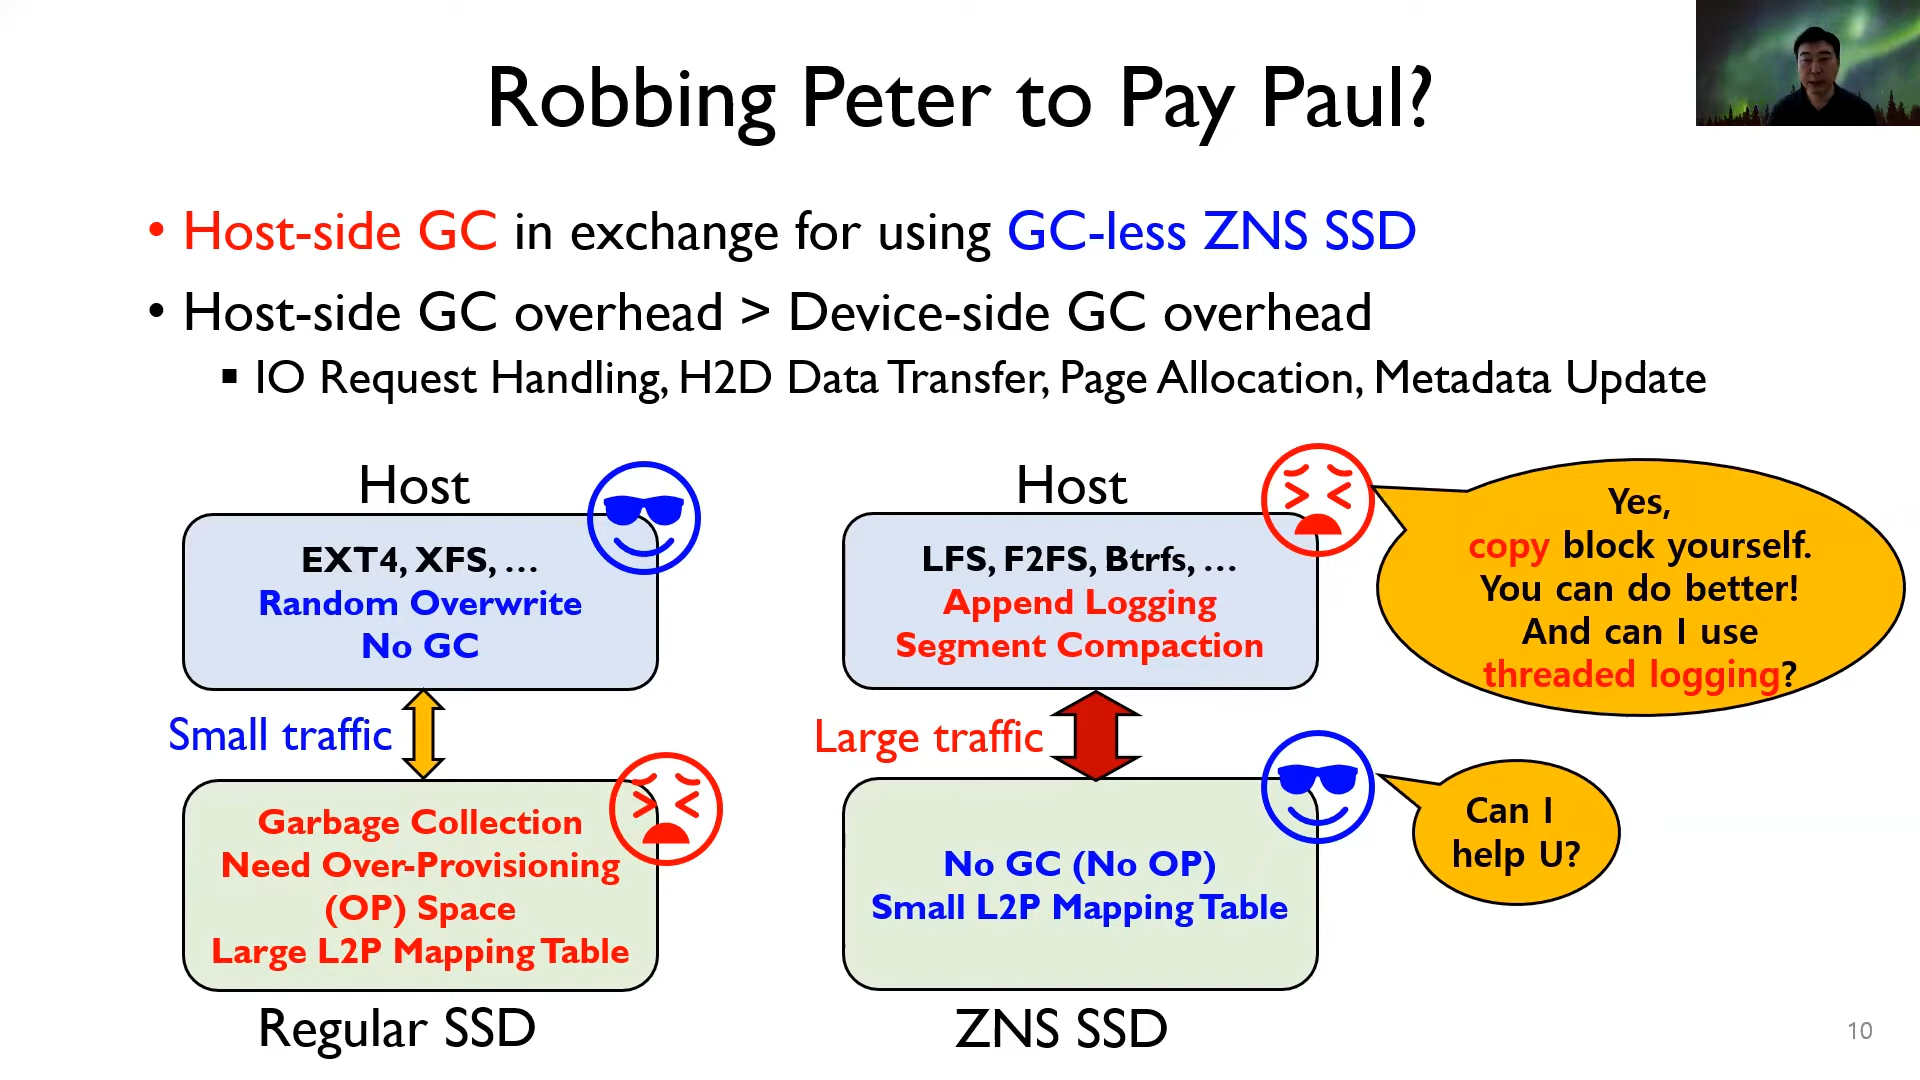 Robbing Peter to Pay Paul?
• Host-side GC in exchange for using GC-less ZNS SSD
• Host-side GC overhead > Device-side GC overhead
▪ IO Request Handling, H2D Data Transfer, Page Allocation, Metadata Update
Host
EXT4, XFS, …
Random Overwrite
No GC
Small traffic
Garbage Collection
Need Over-Provisioning
(OP) Space
Large L2P Mapping Table
Regular SSD
Host
LFS, F2FS, Btrfs, …
Append Logging
Segment Compaction
Large traffic
No GC (No OP)
Small L2P Mapping Table
ZNS SSD
Yes,
copy block yourself.
You can do better!
And can I use
threaded logging?
Can I
help U?
10